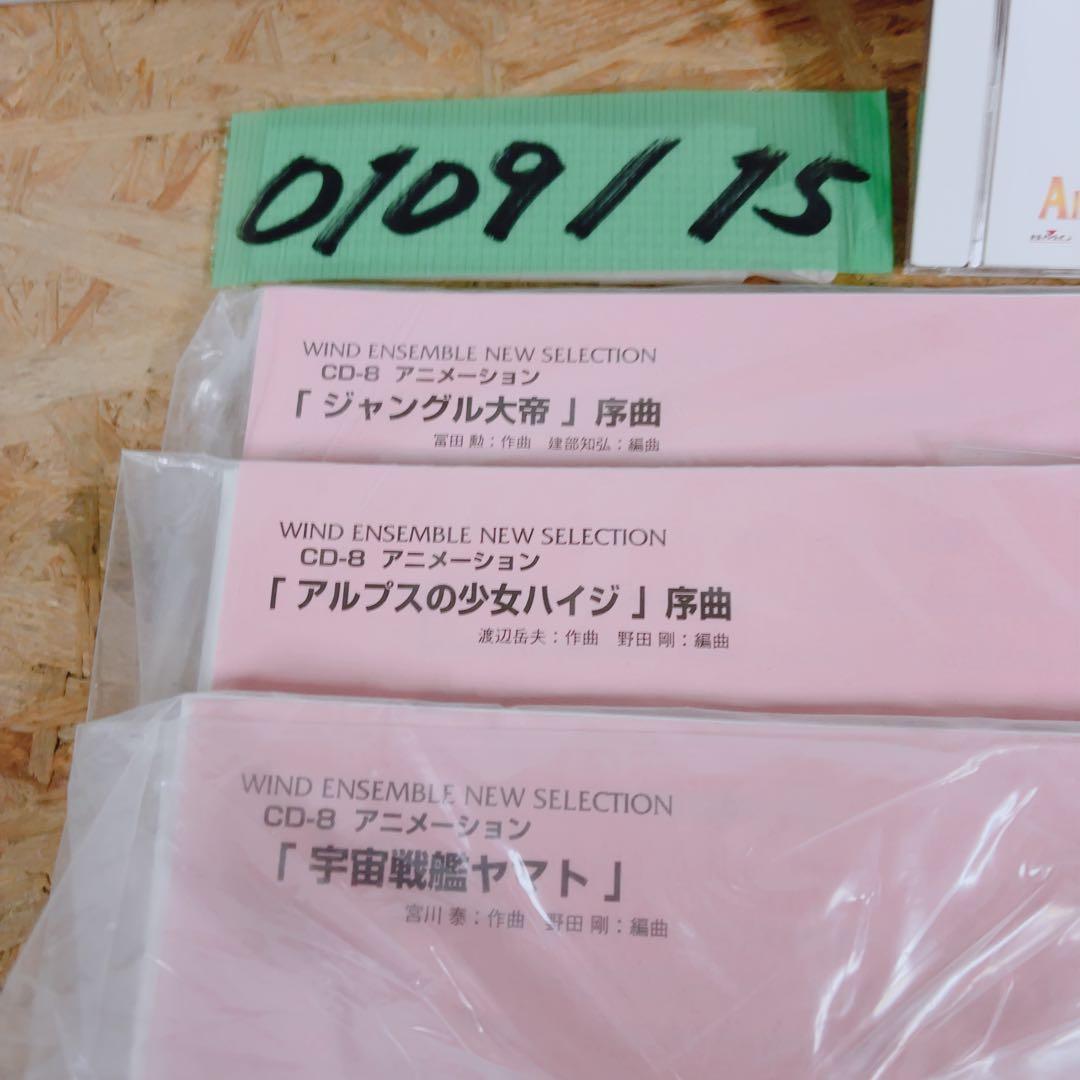 0109/15
WIND ENSEMBLE NEW SELECTION
CD-8 アニメーション
「 ジャングル大帝 」 序曲
冨田 勲：作曲 建部知弘：編曲
WIND ENSEMBLE NEW SELECTION
CD-8 アニメーション
「 アルプスの少女ハイジ 」 序曲
渡辺岳夫：作曲 野田 剛：編曲
WIND ENSEMBLE NEW SELECTION
CD-8 アニメーション
「 宇宙戦艦ヤマト 」
宮川 泰：作曲 野田 剛：編曲